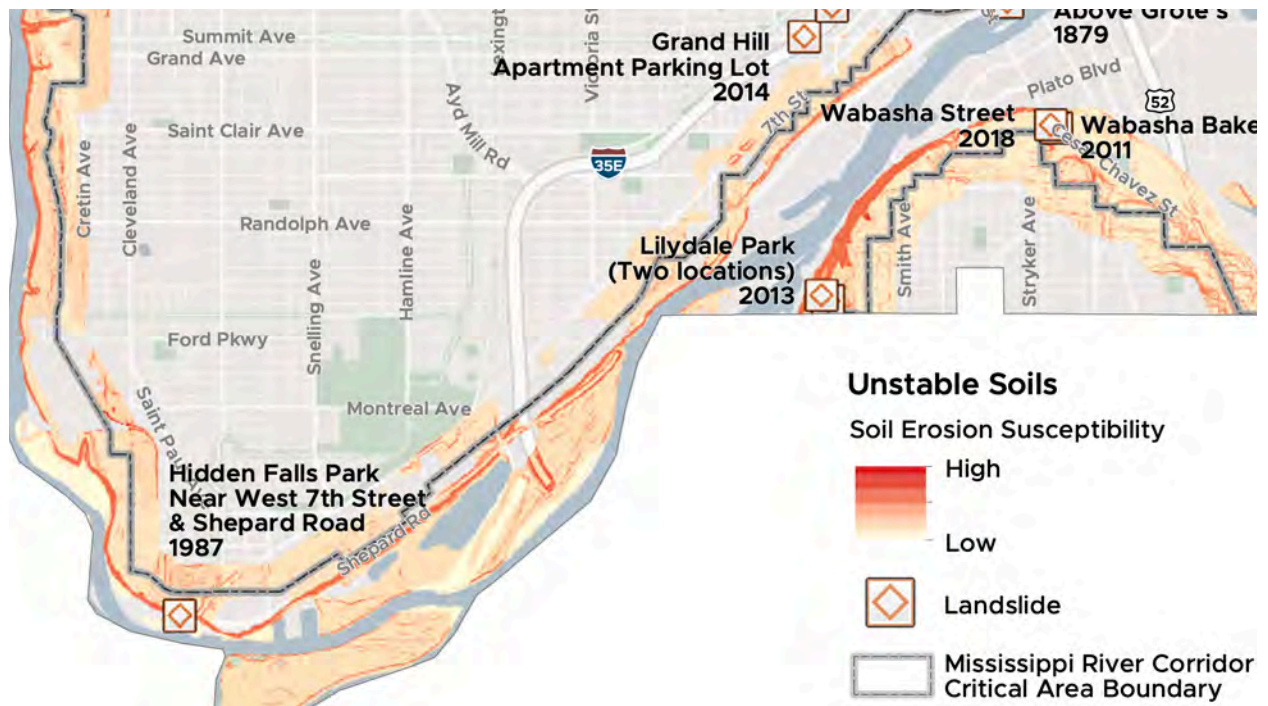 Above Grote's
1879
Summit Ave
Grand Ave
Victoria St
Grand Hill
Apartment Parking Lot
2014
Ayd Mill Rd
7th St
Plato Blvd
52
Wabasha Street
2018
Wabasha Bake
2011
Cesar Chavez St
Saint Clair Ave
35E
Cretin Ave
Cleveland Ave
Randolph Ave
Hamline Ave
Snelling Ave
Lilydale Park
(Two locations)
2013
Smith Ave
Stryker Ave
Ford Pkwy
Montreal Ave
Saint Pau
Hidden Falls Park
Near West 7th Street
& Shepard Road
1987
Shepard Rd
Unstable Soils
Soil Erosion Susceptibility
High
Low
Landslide
Mississippi River Corridor
Critical Area Boundary